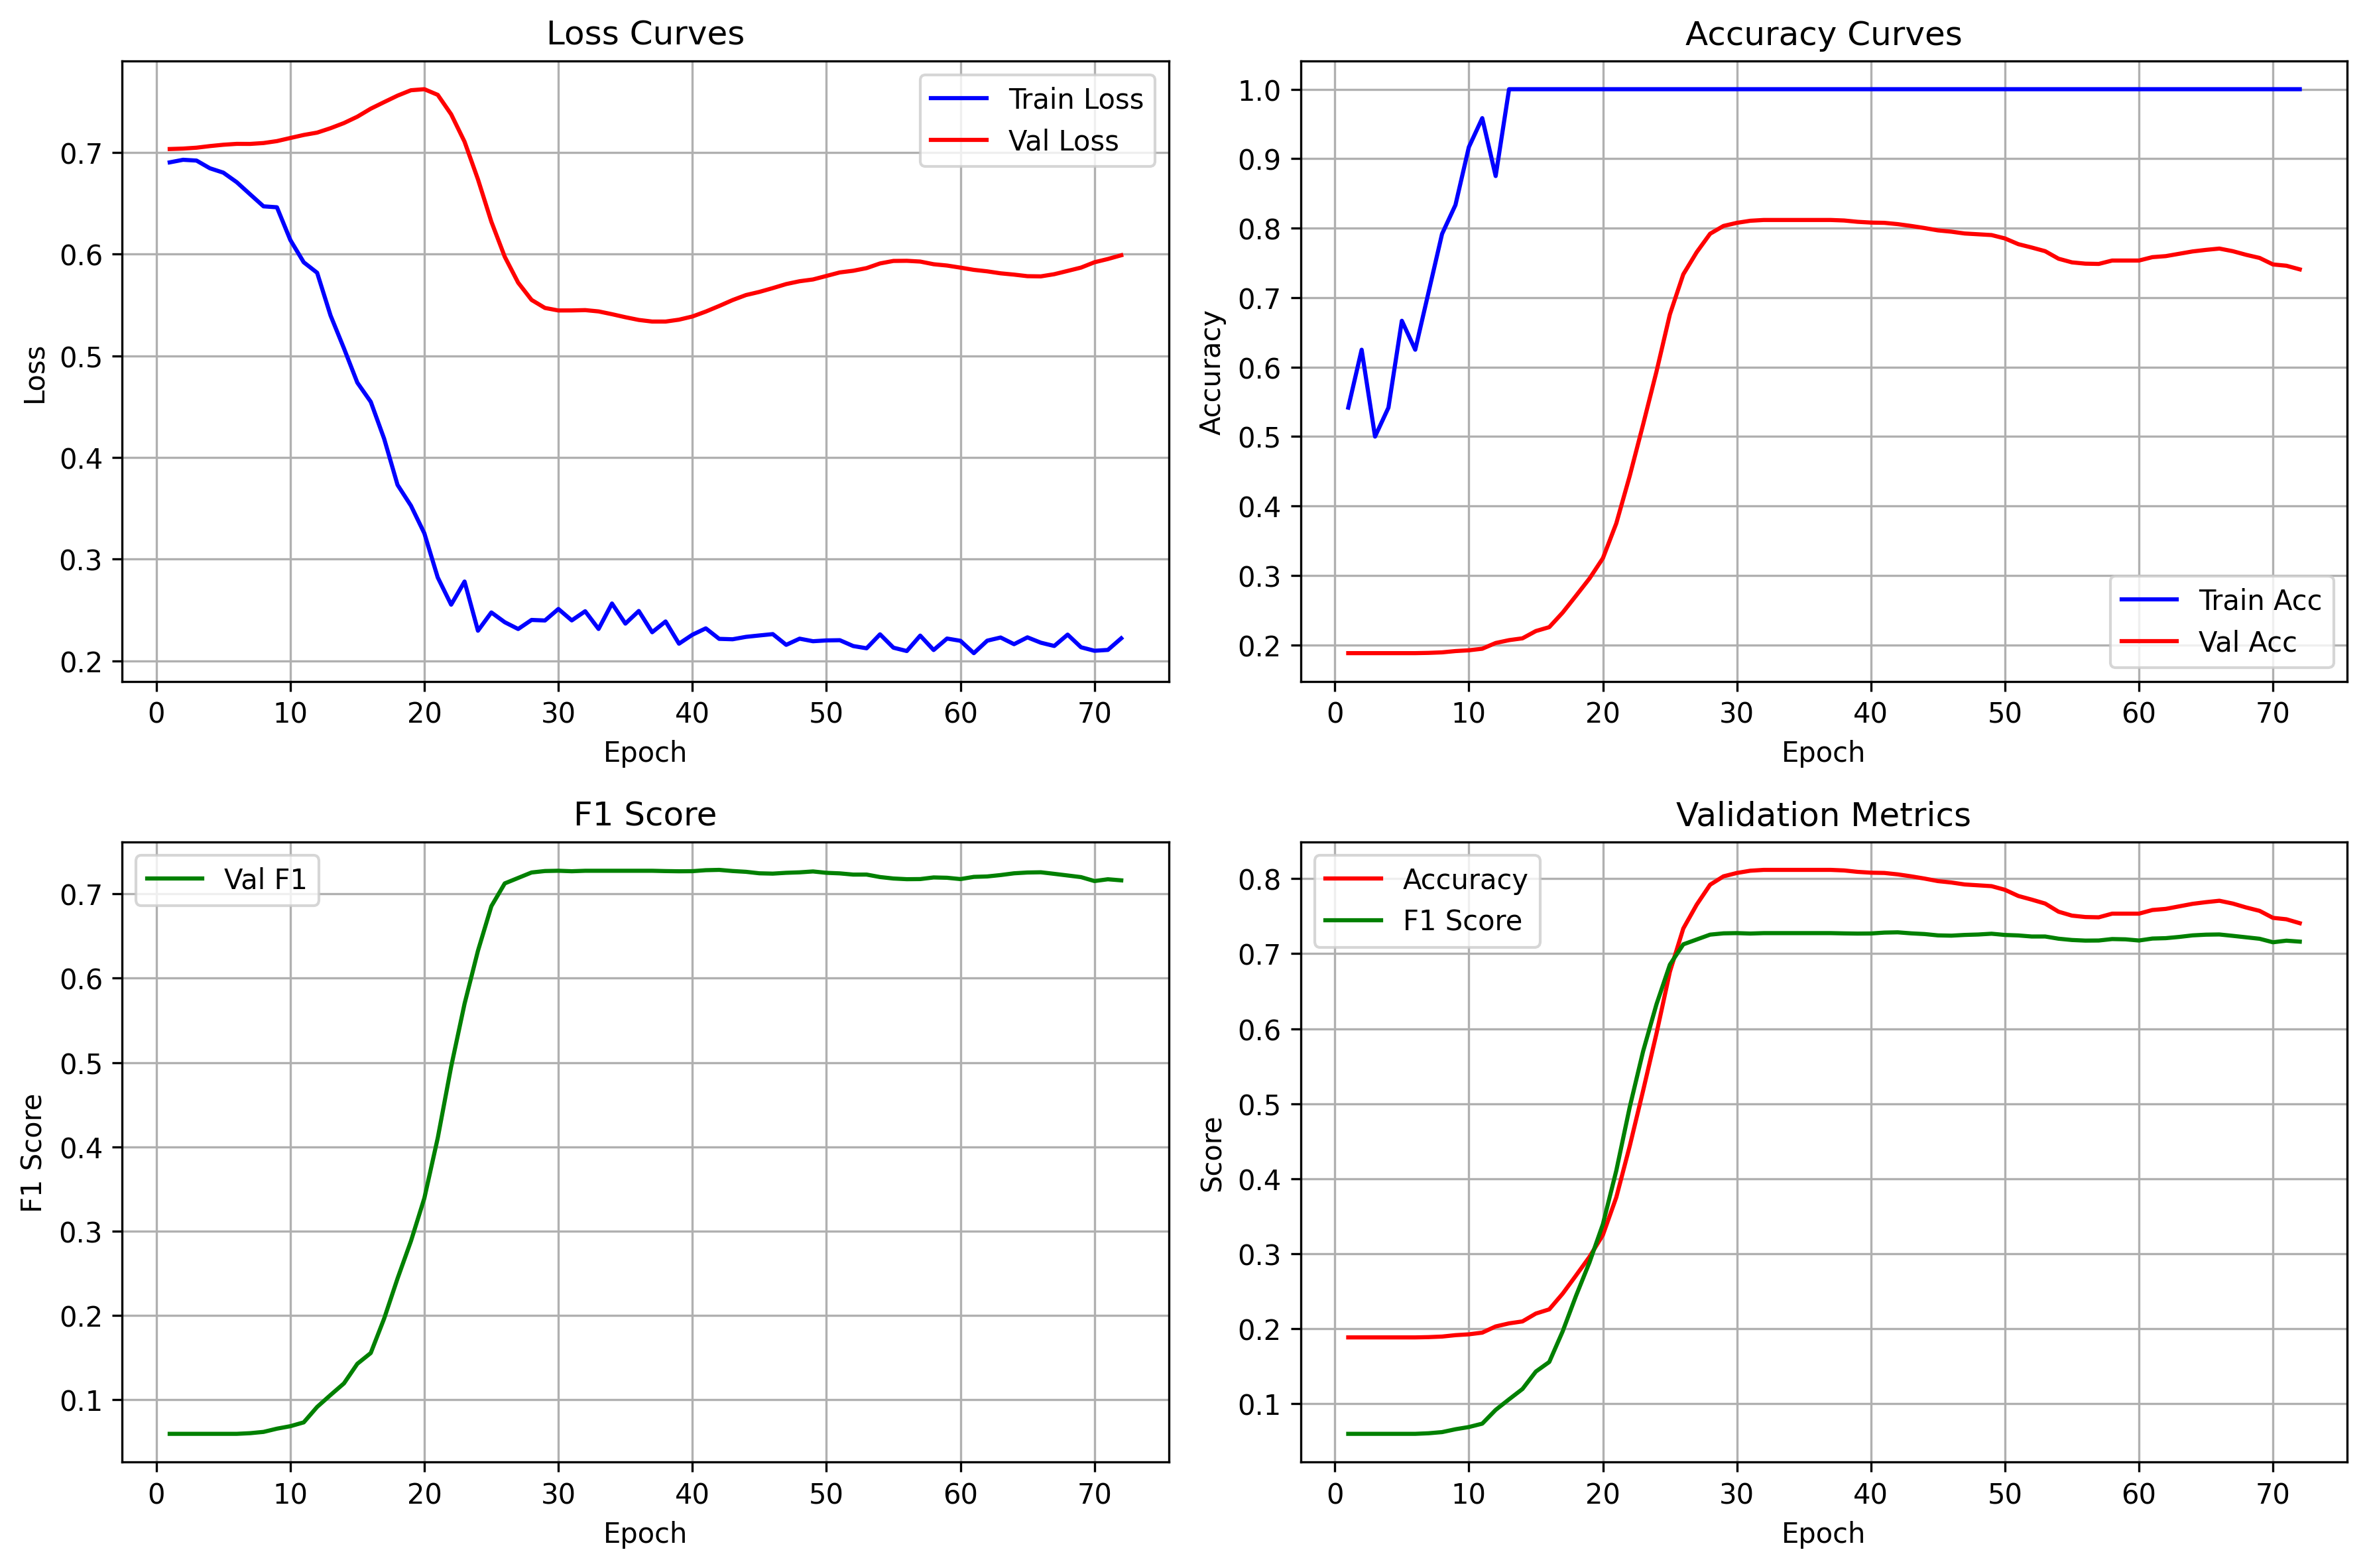 Loss Curves
Train Loss
Val Loss
0.7
0.6
0.5
0.4
0.3
0.2
Loss
0 10 20 30 40 50 60 70
Epoch
Accuracy Curves
1.0
0.9
0.8
0.7
0.6
0.5
0.4
0.3
0.2
Accuracy
Train Acc
Val Acc
0 10 20 30 40 50 60 70
Epoch
F1 Score
Val F1
0.7
0.6
0.5
0.4
0.3
0.2
0.1
F1 Score
0 10 20 30 40 50 60 70
Epoch
Validation Metrics
Accuracy
F1 Score
0.8
0.7
0.6
0.5
0.4
0.3
0.2
0.1
Score
0 10 20 30 40 50 60 70
Epoch